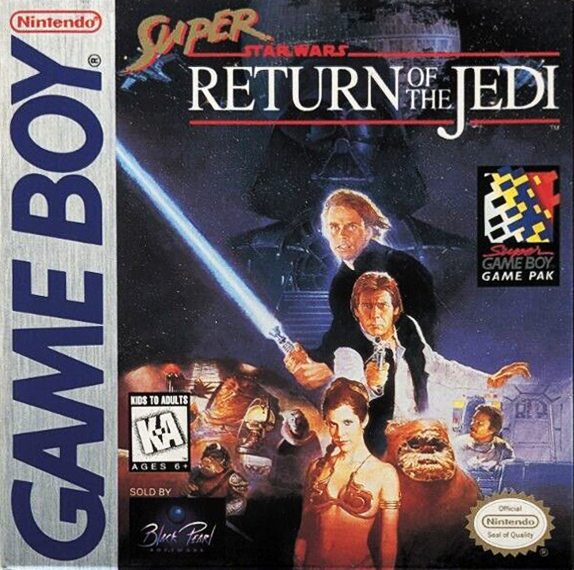 Nintendo®
GAME BOY
SUPER
STAR WARS
RETURN OF THE JEDI
TM
Super
GAME BOY
GAME PAK
KIDS TO ADULTS
K-A
AGES 6+
SOLD BY
Black Pearl
SOFTWARE
Official
Nintendo
Seal of Quality